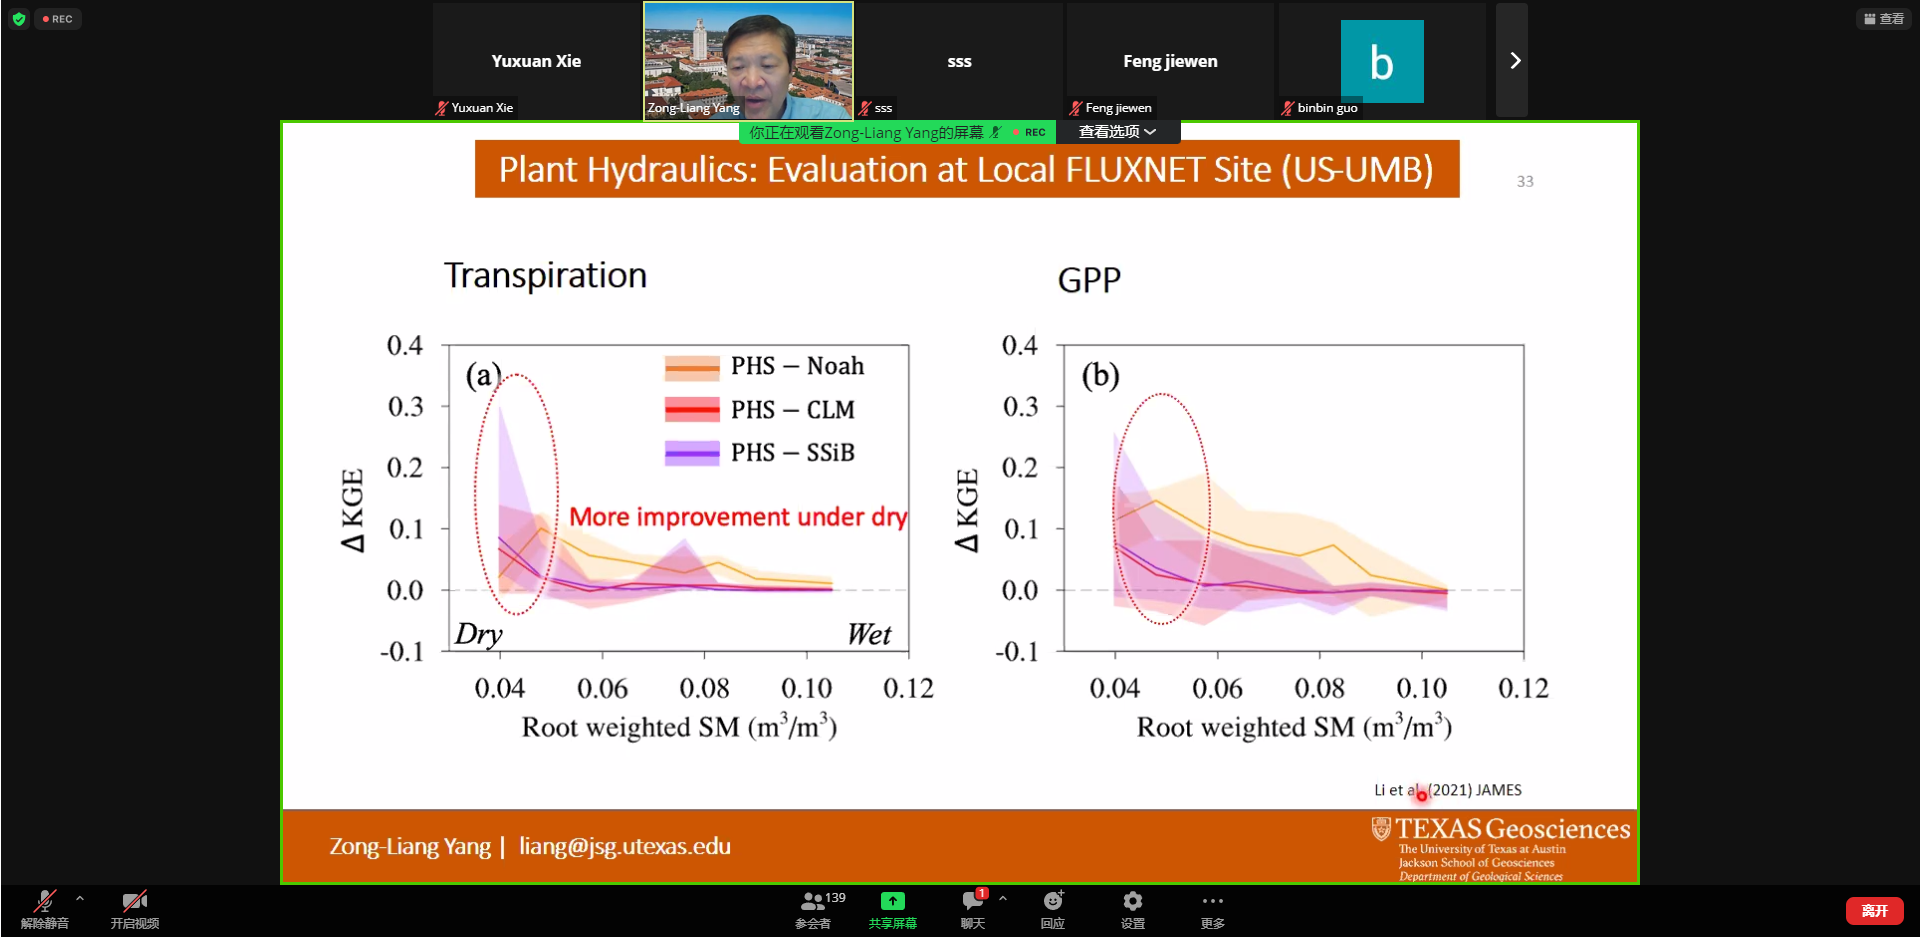 REC
查看
Yuxuan Xie
sss
Feng jiewen
b
Yuxuan Xie
Zong-Liang Yang
sss
Feng jiewen
binbin guo
你正在观看Zong-Liang Yang的屏幕
REC
查看选项
Plant Hydraulics: Evaluation at Local FLUXNET Site (US-UMB)
33
Transpiration
GPP
0.4
0.3
0.2
0.1
0.0
-0.1
Δ KGE
(a)
PHS – Noah
PHS – CLM
PHS – SSiB
More improvement under dry
Dry
Wet
0.04 0.06 0.08 0.10 0.12
Root weighted SM (m³/m³)
0.4
0.3
0.2
0.1
0.0
-0.1
Δ KGE
(b)
0.04 0.06 0.08 0.10 0.12
Root weighted SM (m³/m³)
Li et al. (2021) JAMES
Zong-Liang Yang | liang@jsg.utexas.edu
TEXAS Geosciences
The University of Texas at Austin
Jackson School of Geosciences
Department of Geological Sciences
139
1
解除静音
开启视频
参会者
共享屏幕
聊天
回应
设置
更多
离开